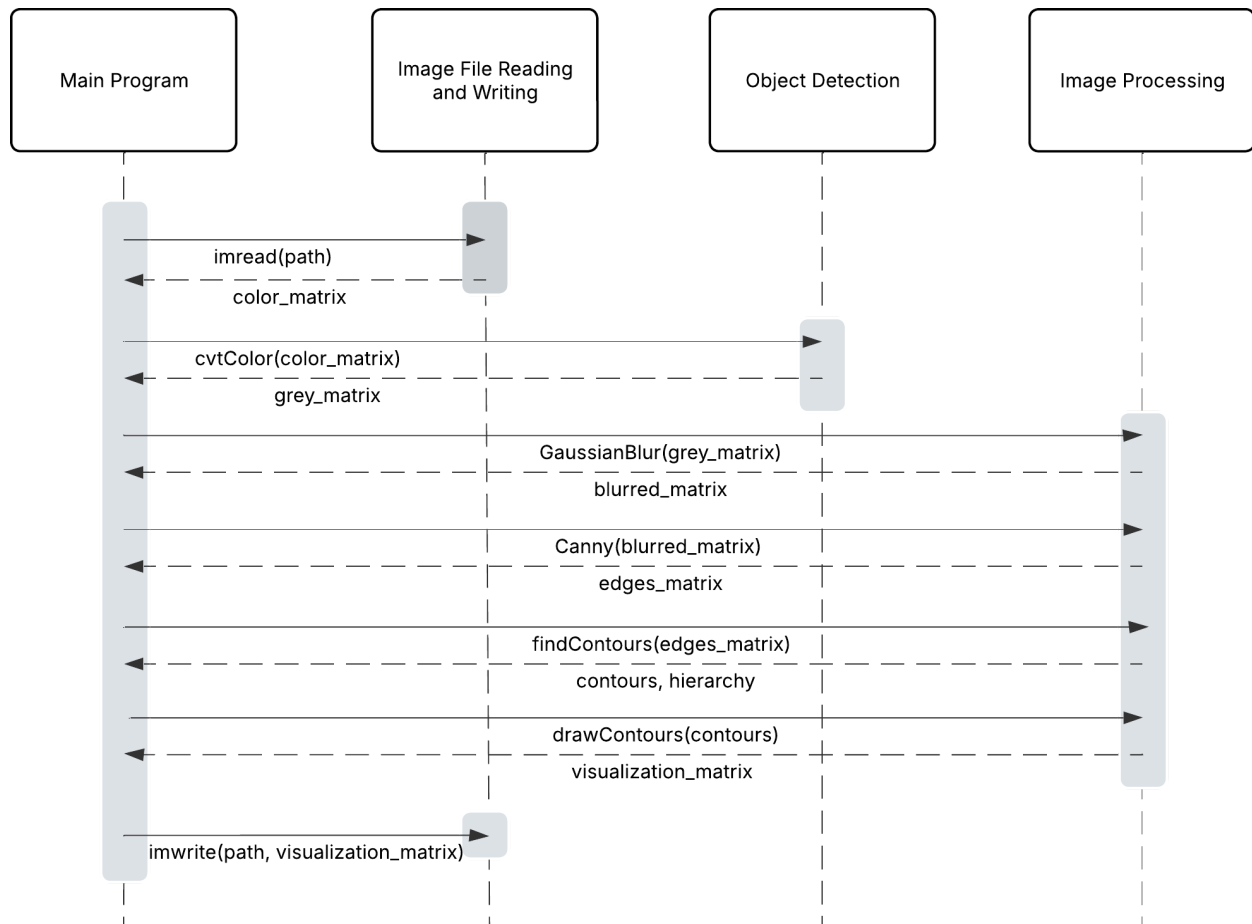 Main Program
Image File Reading
and Writing
Object Detection
Image Processing
imread(path)
color_matrix
cvtColor(color_matrix)
grey_matrix
GaussianBlur(grey_matrix)
blurred_matrix
Canny(blurred_matrix)
edges_matrix
findContours(edges_matrix)
contours, hierarchy
drawContours(contours)
visualization_matrix
imwrite(path, visualization_matrix)